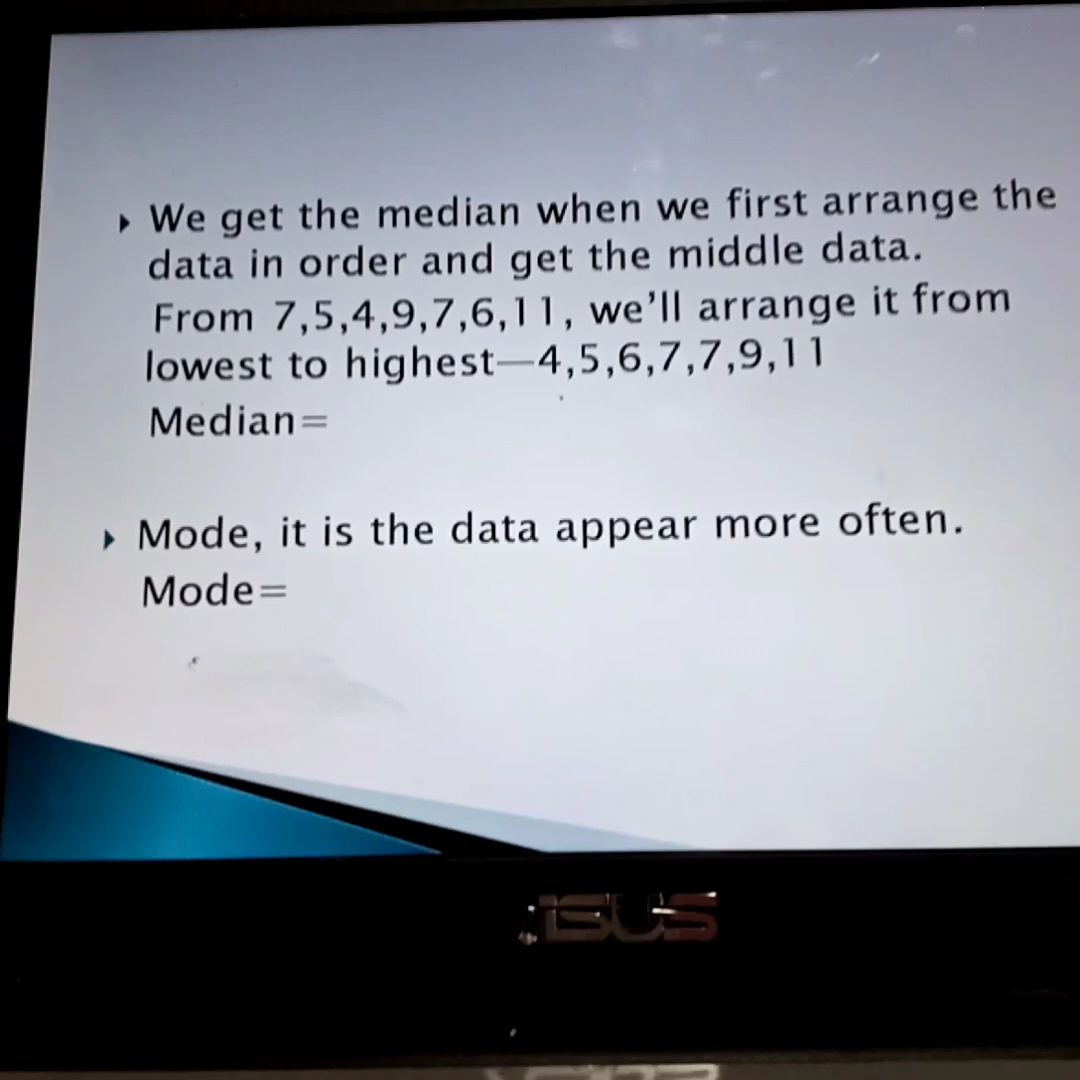 We get the median when we first arrange the
data in order and get the middle data.
From 7,5,4,9,7,6,11, we'll arrange it from
lowest to highest—4,5,6,7,7,9,11
Median=
Mode, it is the data appear more often.
Mode=
ASUS